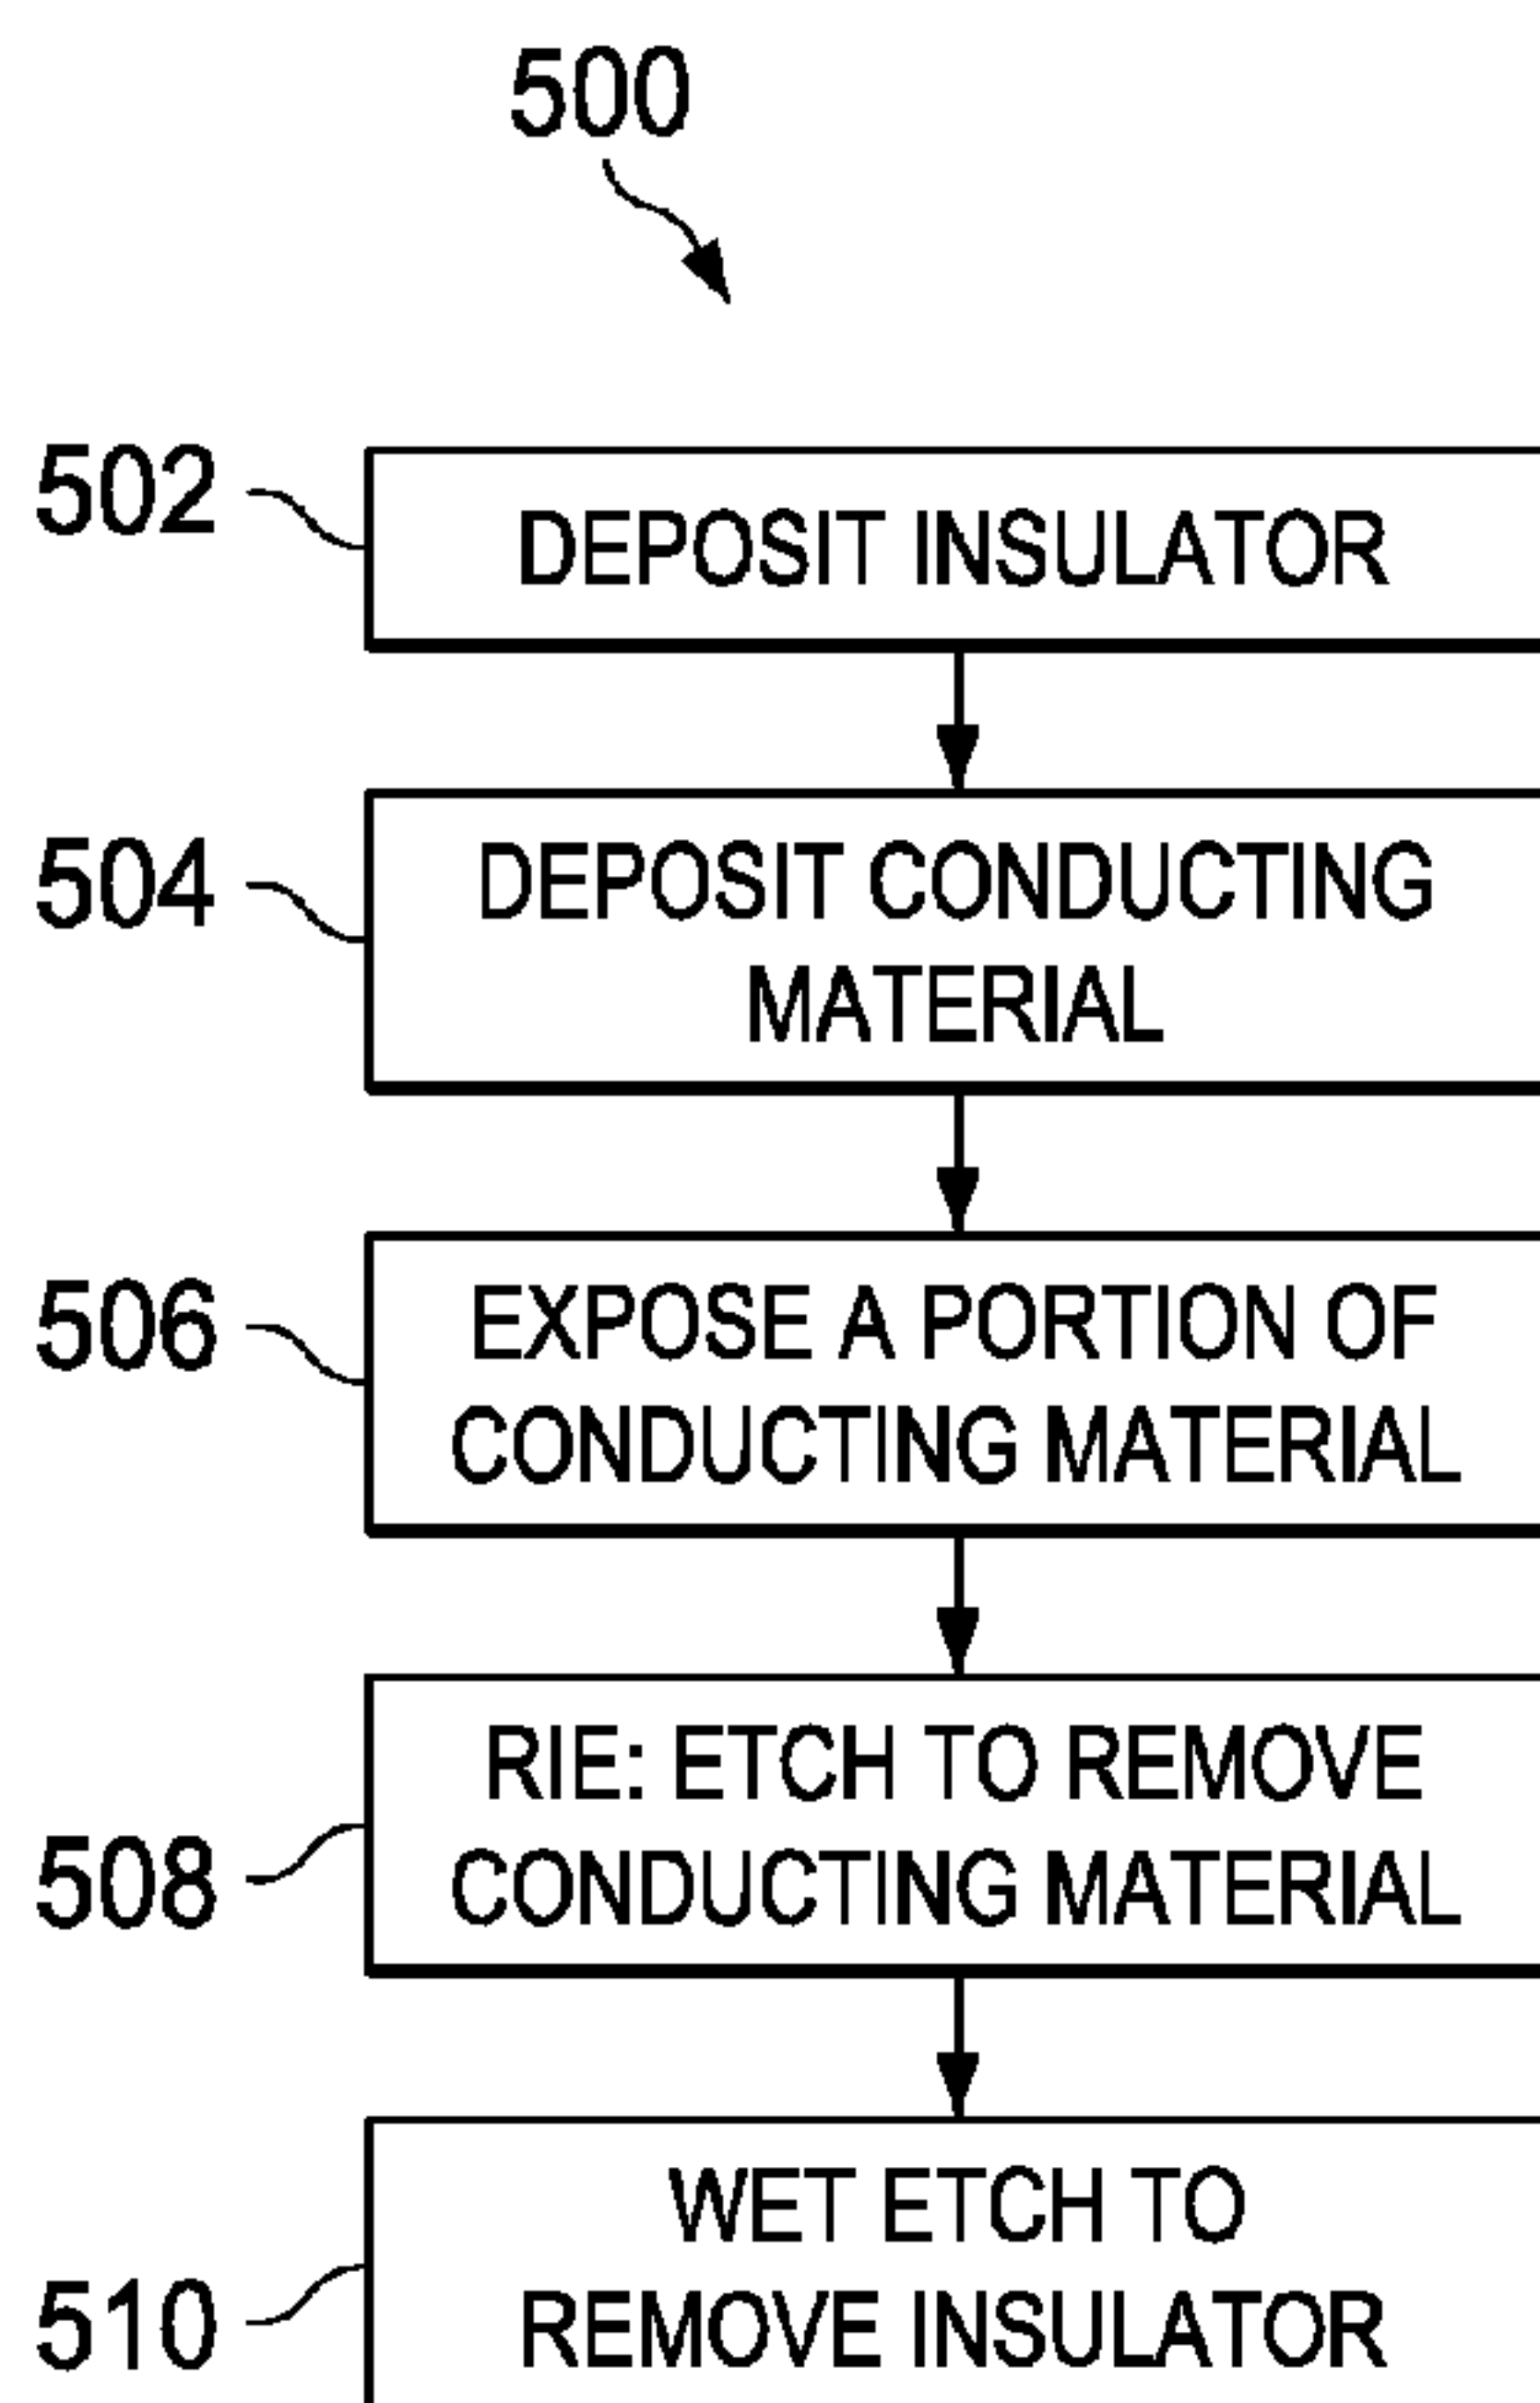 500
502
DEPOSIT INSULATOR
504
DEPOSIT CONDUCTING
MATERIAL
506
EXPOSE A PORTION OF
CONDUCTING MATERIAL
RIE: ETCH TO REMOVE
508
CONDUCTING MATERIAL
WET ETCH TO
510
REMOVE INSULATOR